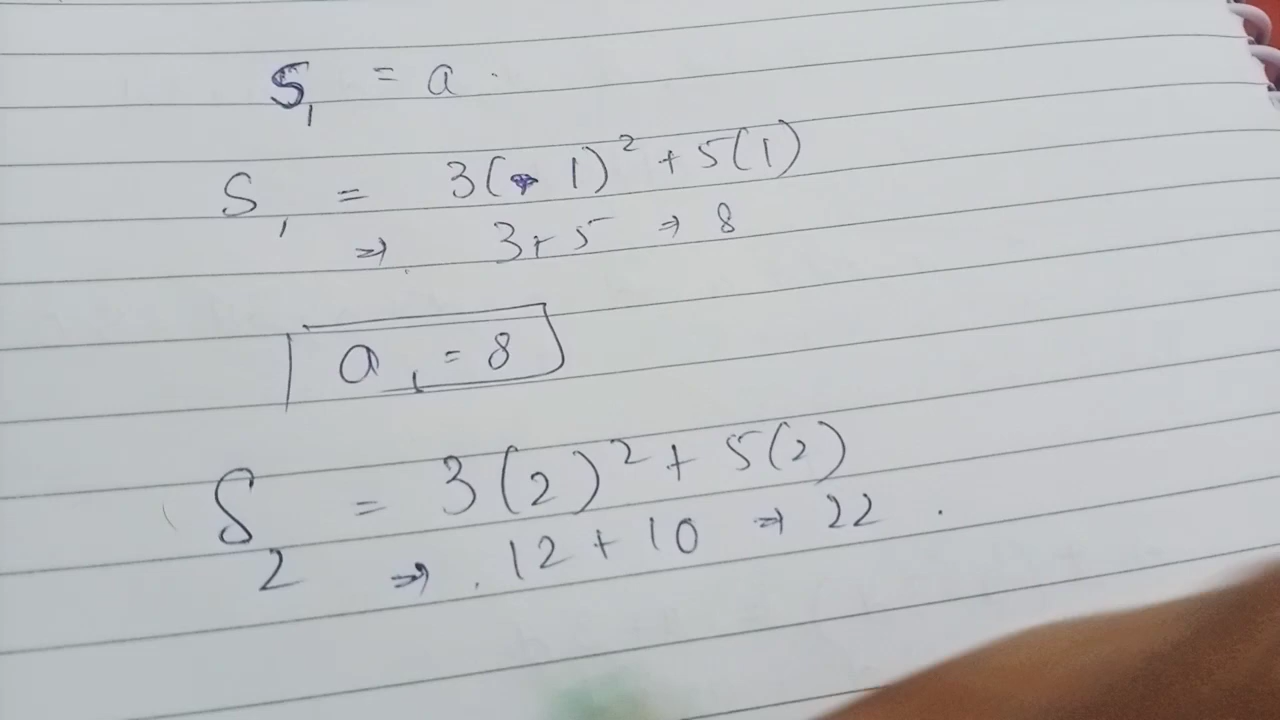 S₁ = a.
S₁ = 3(1)² + 5(1)
⇒ 3+5 ⇒ 8
a₁ = 8
S₂ = 3(2)² + 5(2)
⇒ 12 + 10 ⇒ 22.